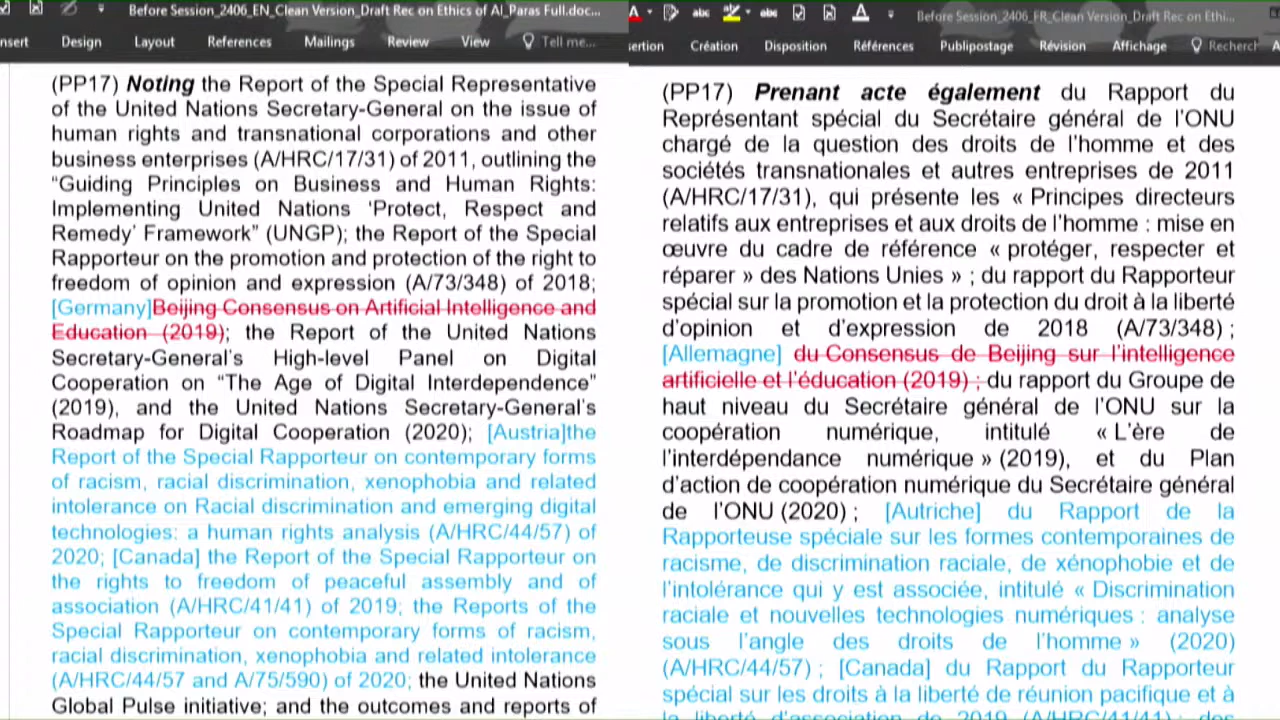 Before Session_2406_EN_Clean Version_Draft Rec on Ethics of AI_Paras Full.doc...
Design Layout References Mailings Review View Tell me...
(PP17) Noting the Report of the Special Representative
of the United Nations Secretary-General on the issue of
human rights and transnational corporations and other
business enterprises (A/HRC/17/31) of 2011, outlining the
“Guiding Principles on Business and Human Rights:
Implementing United Nations ‘Protect, Respect and
Remedy’ Framework” (UNGP); the Report of the Special
Rapporteur on the promotion and protection of the right to
freedom of opinion and expression (A/73/348) of 2018;
[Germany]Beijing Consensus on Artificial Intelligence and
Education (2019); the Report of the United Nations
Secretary-General’s High-level Panel on Digital
Cooperation on “The Age of Digital Interdependence”
(2019), and the United Nations Secretary-General’s
Roadmap for Digital Cooperation (2020); [Austria]the
Report of the Special Rapporteur on contemporary forms
of racism, racial discrimination, xenophobia and related
intolerance on Racial discrimination and emerging digital
technologies: a human rights analysis (A/HRC/44/57) of
2020; [Canada] the Report of the Special Rapporteur on
the rights to freedom of peaceful assembly and of
association (A/HRC/41/41) of 2019; the Reports of the
Special Rapporteur on contemporary forms of racism,
racial discrimination, xenophobia and related intolerance
(A/HRC/44/57 and A/75/590) of 2020; the United Nations
Global Pulse initiative; and the outcomes and reports of
Before Session_2406_FR_Clean Version_Draft Rec on Ethi...
Création Disposition Références Publipostage Révision Affichage Recherch
(PP17) Prenant acte également du Rapport du
Représentant spécial du Secrétaire général de l’ONU
chargé de la question des droits de l’homme et des
sociétés transnationales et autres entreprises de 2011
(A/HRC/17/31), qui présente les « Principes directeurs
relatifs aux entreprises et aux droits de l’homme : mise en
œuvre du cadre de référence « protéger, respecter et
réparer » des Nations Unies » ; du rapport du Rapporteur
spécial sur la promotion et la protection du droit à la liberté
d’opinion et d’expression de 2018 (A/73/348) ;
[Allemagne] du Consensus de Beijing sur l’intelligence
artificielle et l’éducation (2019) ; du rapport du Groupe de
haut niveau du Secrétaire général de l’ONU sur la
coopération numérique, intitulé « L’ère de
l’interdépendance numérique » (2019), et du Plan
d’action de coopération numérique du Secrétaire général
de l’ONU (2020) ; [Autriche] du Rapport de la
Rapporteuse spéciale sur les formes contemporaines de
racisme, de discrimination raciale, de xénophobie et de
l’intolérance qui y est associée, intitulé « Discrimination
raciale et nouvelles technologies numériques : analyse
sous l’angle des droits de l’homme » (2020)
(A/HRC/44/57) ; [Canada] du Rapport du Rapporteur
spécial sur les droits à la liberté de réunion pacifique et à
la liberté d’association de 2019 (A/HRC/41/41) des